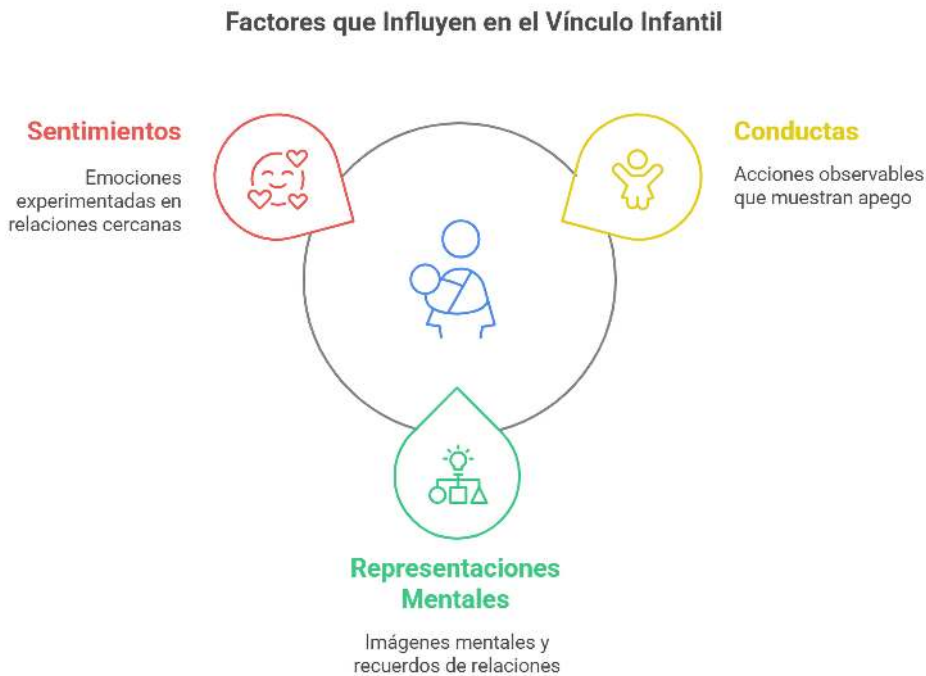 Factores que Influyen en el Vínculo Infantil
Sentimientos
Emociones
experimentadas en
relaciones cercanas
Conductas
Acciones observables
que muestran apego
Representaciones
Mentales
Imágenes mentales y
recuerdos de relaciones